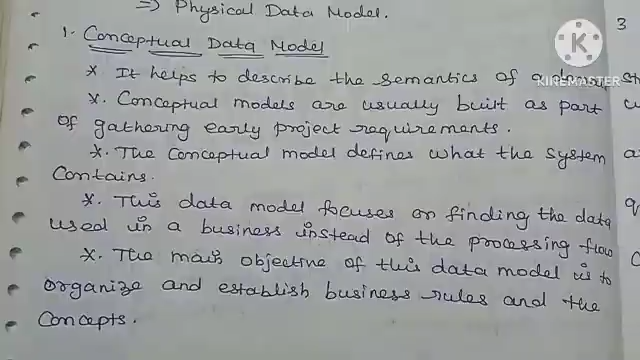 ⇒ Physical Data Model.
3
1. Conceptual Data Model
* It helps to describe the semantics of a
* Conceptual models are usually built as part
of gathering early project requirements.
* The conceptual model defines what the system
Contains.
* This data model focuses on finding the data
used in a business instead of the processing flow
* The main objective of this data model is to
organize and establish business rules and the
Concepts.
K
KINEMASTER